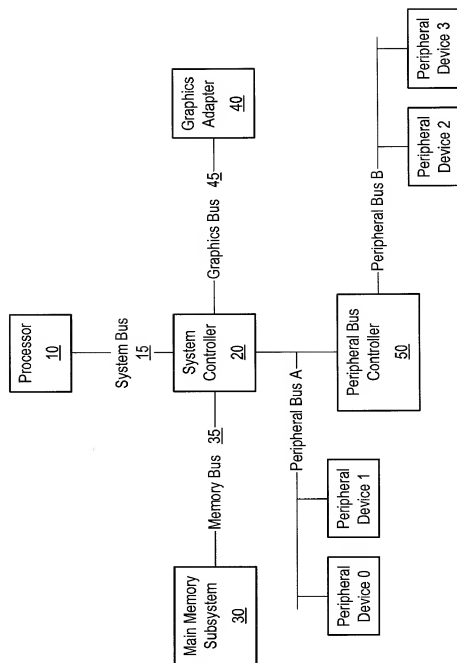 Processor
10
System Bus
15
Main Memory
Subsystem
30
Memory Bus
35
System
Controller
20
Graphics Bus
45
Graphics
Adapter
40
Peripheral Bus A
Peripheral
Device 0
Peripheral
Device 1
Peripheral Bus
Controller
50
Peripheral Bus B
Peripheral
Device 2
Peripheral
Device 3